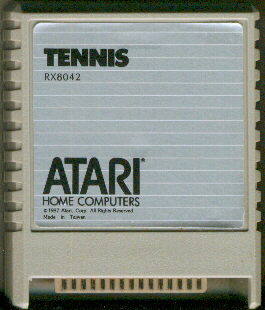 TENNIS
RX8042
ATARI®
HOME COMPUTERS
© 1987 Atari, Corp. All Rights Reserved
Made in Taiwan